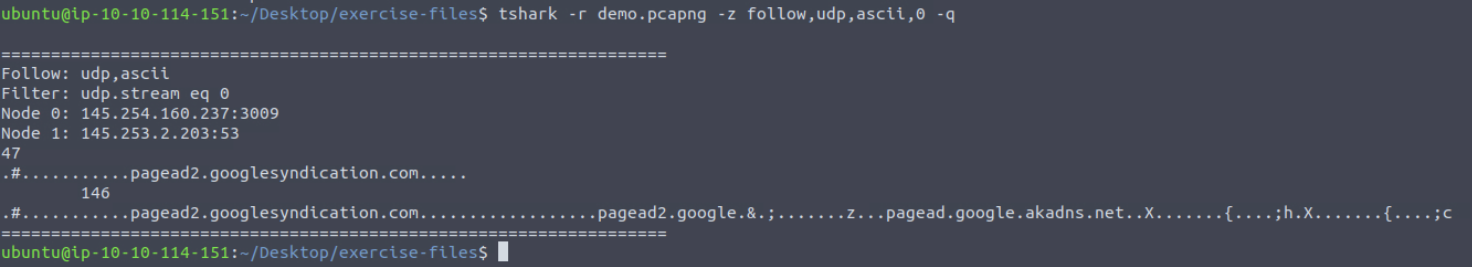 ubuntu@ip-10-10-114-151:~/Desktop/exercise-files$ tshark -r demo.pcapng -z follow,udp,ascii,0 -q
===================================================================
Follow: udp,ascii
Filter: udp.stream eq 0
Node 0: 145.254.160.237:3009
Node 1: 145.253.2.203:53
47
.#...........pagead2.googlesyndication.com.....
	146
.#...........pagead2.googlesyndication.com..................pagead2.google.&.;.......z...pagead.google.akadns.net..X.......{....;h.X.......{....;c
===================================================================
ubuntu@ip-10-10-114-151:~/Desktop/exercise-files$